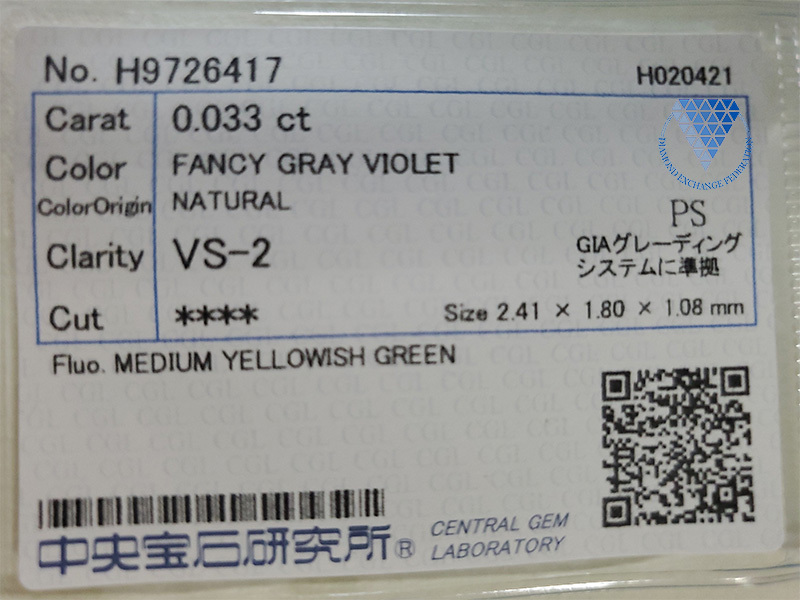 No. H9726417 H020421
Carat 0.033 ct
Color FANCY GRAY VIOLET
DIAMOND EXCHANGE FEDERATION
ColorOrigin NATURAL
PS
Clarity VS-2
GIAグレーディング
システムに準拠
Cut **** Size 2.41 × 1.80 × 1.08 mm
Fluo. MEDIUM YELLOWISH GREEN
中央宝石研究所®
CENTRAL GEM
LABORATORY